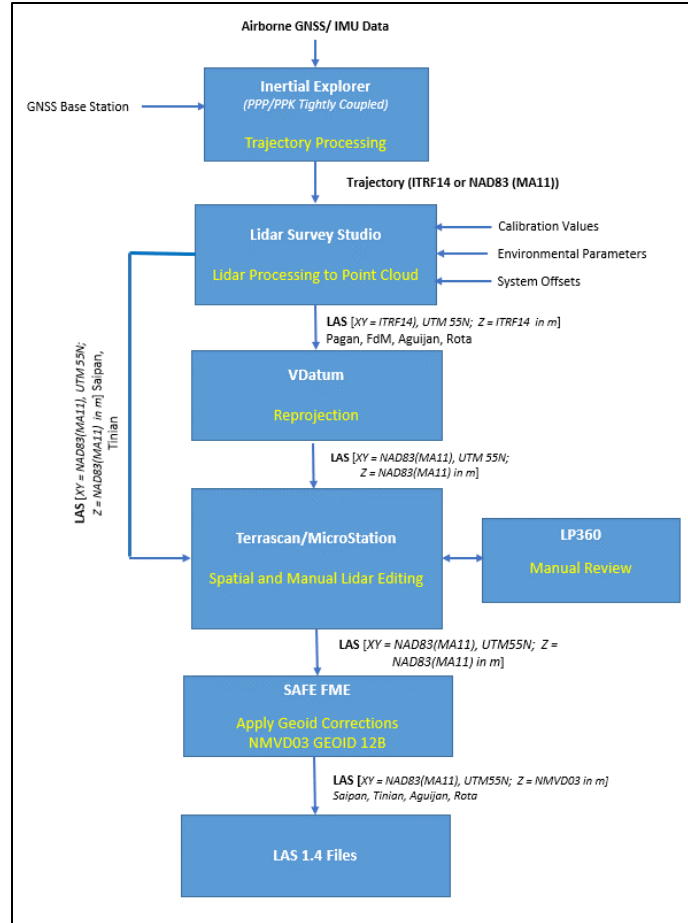 Airborne GNSS/ IMU Data
Inertial Explorer
(PPP/PPK Tightly Coupled)
GNSS Base Station
Trajectory Processing
Trajectory (ITRF14 or NAD83 (MA11))
Lidar Survey Studio
Lidar Processing to Point Cloud
Calibration Values
Environmental Parameters
System Offsets
LAS [XY = ITRF14), UTM 55N; Z = ITRF14 in m]
Pagan, FdM, Aguijan, Rota
LAS [XY = NAD83(MA11), UTM 55N;
Z = NAD83(MA11) in m] Saipan,
Tinian
VDatum
Reprojection
LAS [XY = NAD83(MA11), UTM 55N;
Z = NAD83(MA11) in m]
Terrascan/MicroStation
Spatial and Manual Lidar Editing
LP360
Manual Review
LAS [XY = NAD83(MA11), UTM55N; Z =
NAD83(MA11) in m]
SAFE FME
Apply Geoid Corrections
NMVD03 GEOID 12B
LAS [XY = NAD83(MA11), UTM55N; Z = NMVD03 in m]
Saipan, Tinian, Aguijan, Rota
LAS 1.4 Files